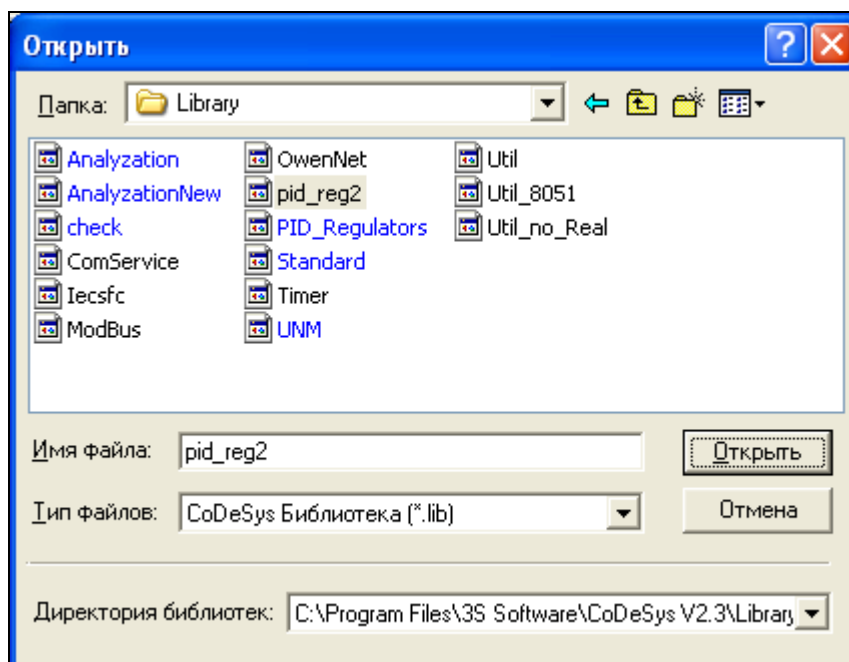 Открыть
Папка: Library
Analyzation OwenNet Util
AnalyzationNew pid_reg2 Util_8051
check PID_Regulators Util_no_Real
ComService Standard
Iecsfc Timer
ModBus UNM
Имя файла: pid_reg2 Открыть
Тип файлов: CoDeSys Библиотека (*.lib) Отмена
Директория библиотек: C:\Program Files\3S Software\CoDeSys V2.3\Library